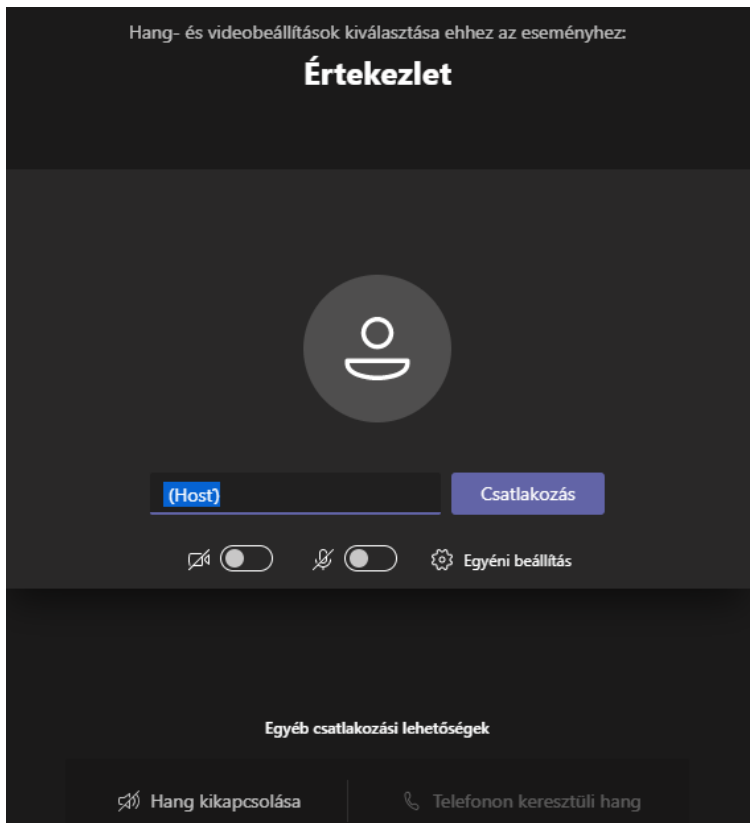 Hang- és videobeállítások kiválasztása ehhez az eseményhez:
Értekezlet
(Host)
Csatlakozás
Egyéni beállítás
Egyéb csatlakozási lehetőségek
Hang kikapcsolása
Telefonon keresztüli hang